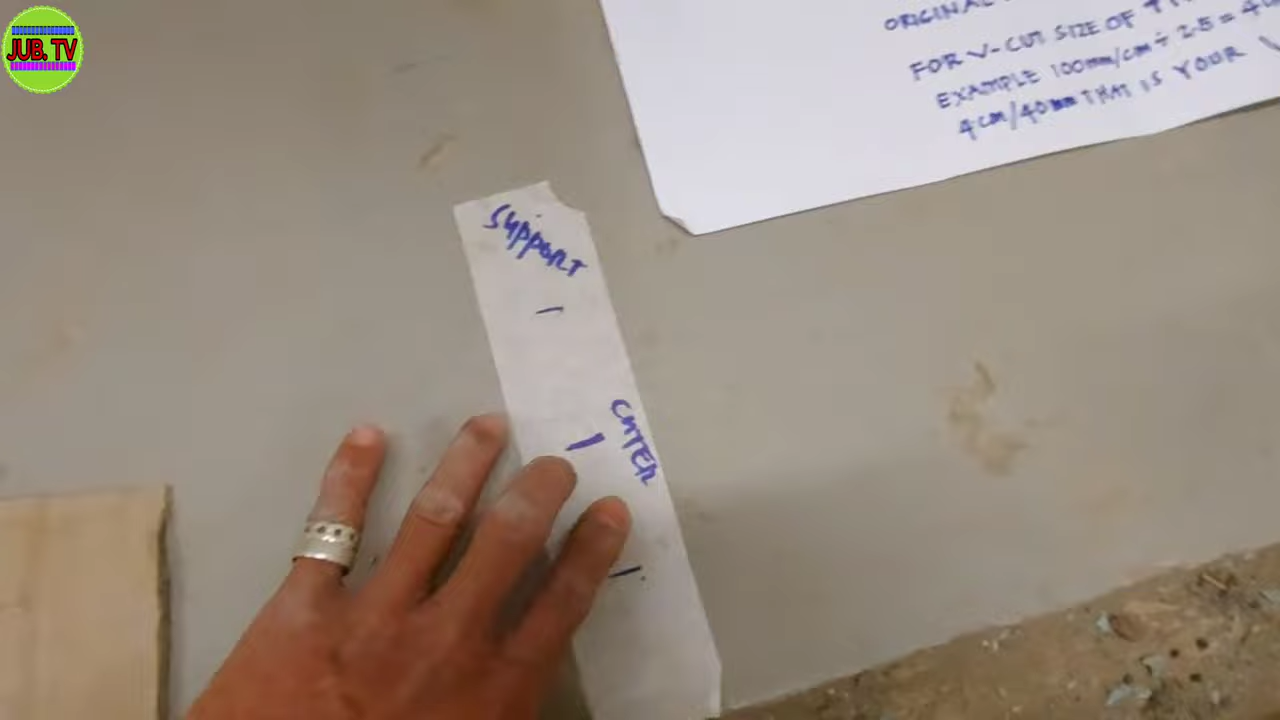 JUB.TV
ORIGINAL
FOR V-CUT SIZE OF
EXAMPLE 100mm/cm ÷ 2.5 =
4cm/40mm THAT IS YOUR
SUPPORT
CNTER